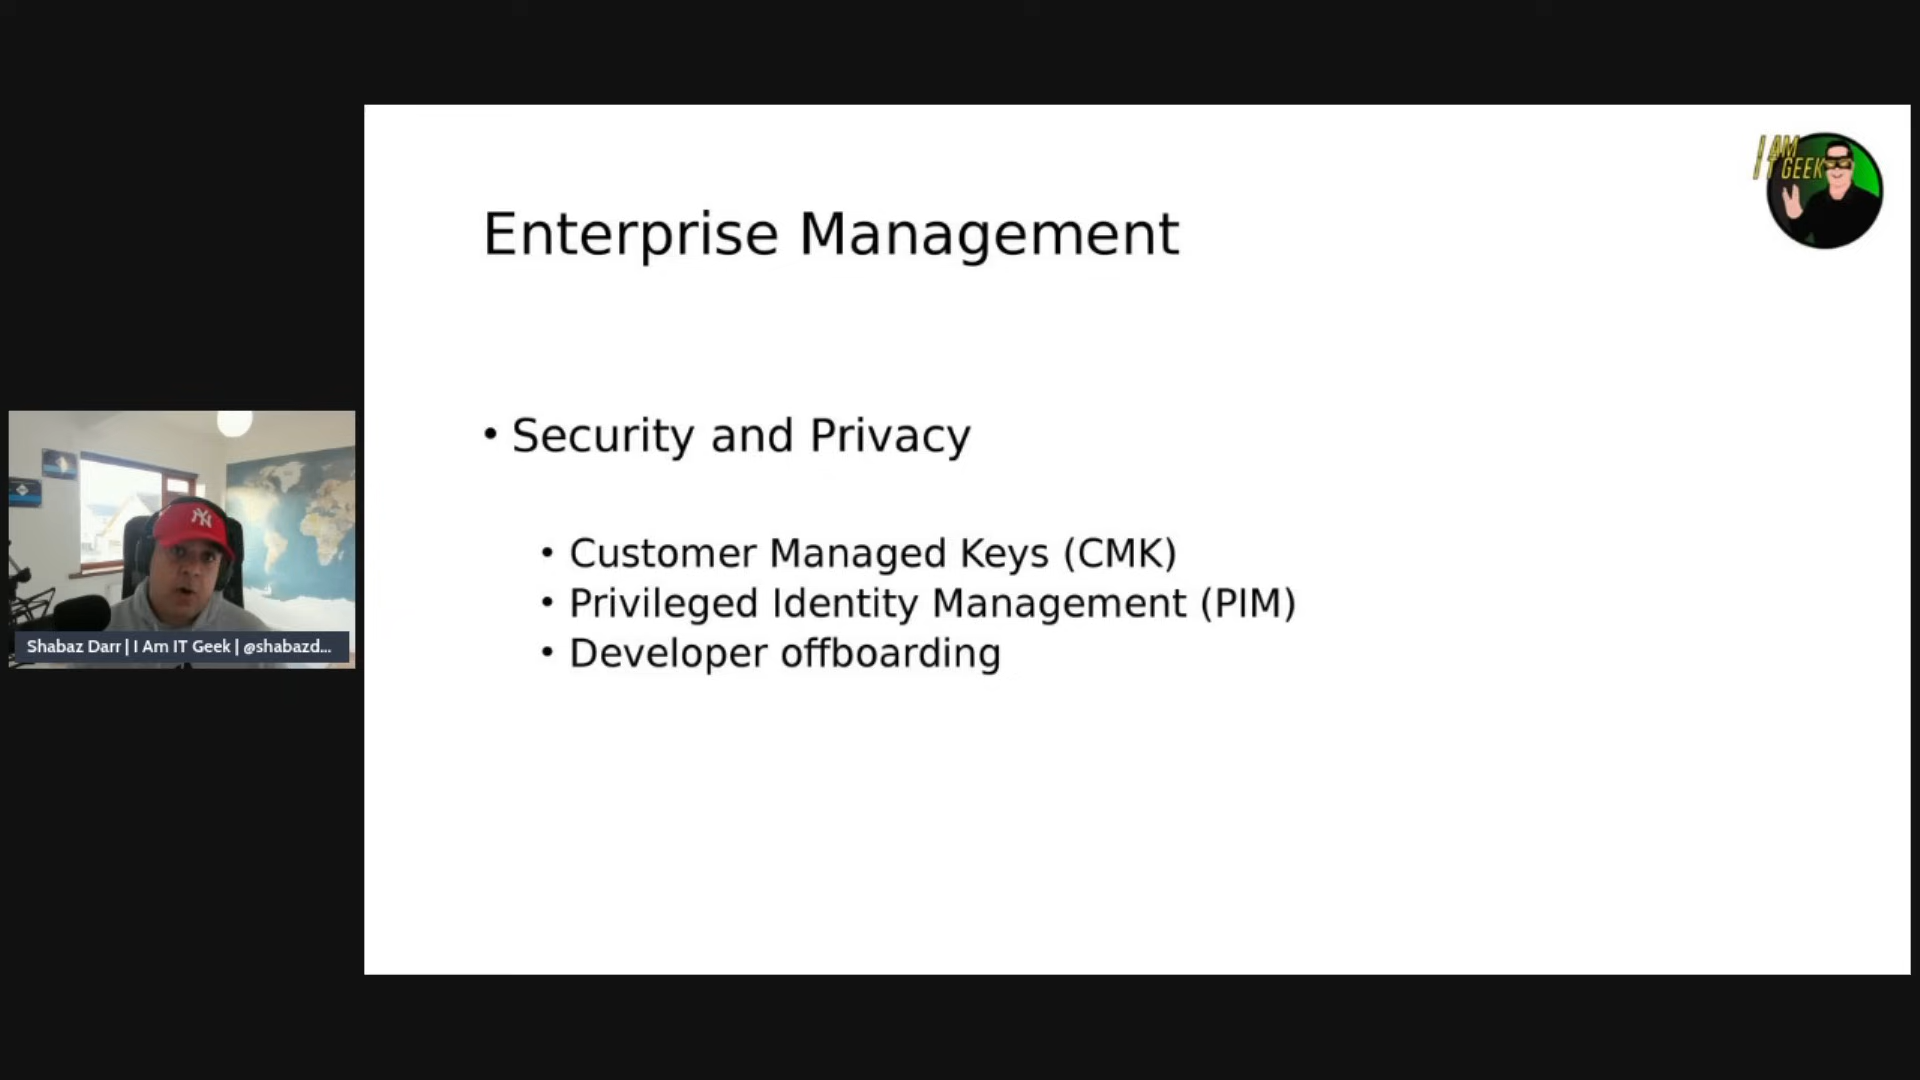 I AM
IT GEEK
Enterprise Management
• Security and Privacy
• Customer Managed Keys (CMK)
• Privileged Identity Management (PIM)
• Developer offboarding
NY
Shabaz Darr | I Am IT Geek | @shabazd...